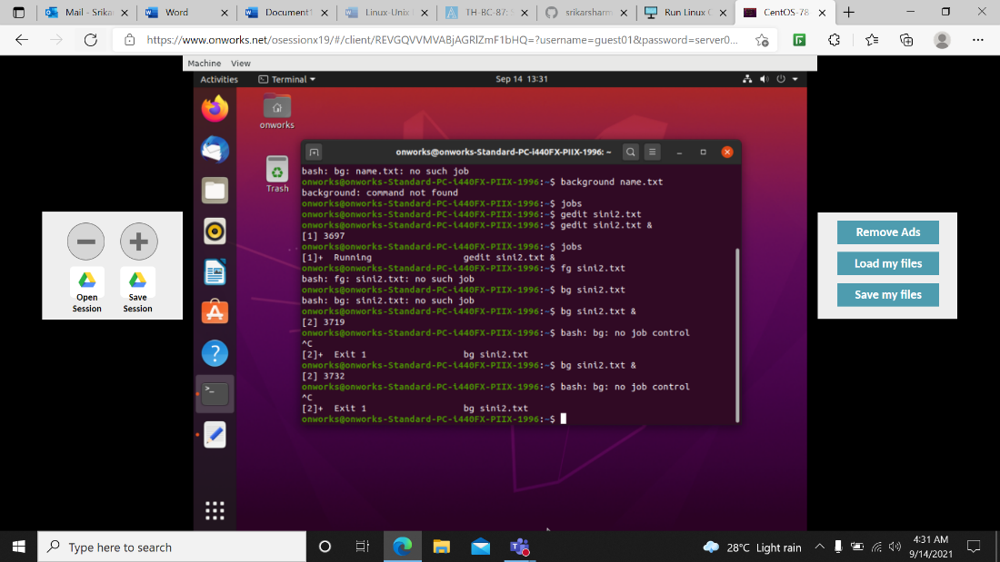 Mail - Srika
Word
Document1
Linux-Unix
TH-BC-87: S
srikarsharm
Run Linux
CentOS-78
https://www.onworks.net/osessionx19/#/client/REVGQVVMVABjAGRlZmF1bHQ=?username=guest01&password=server0...
Machine View
Activities
Terminal
Sep 14 13:31
onworks
Trash
onworks@onworks-Standard-PC-i440FX-PIIX-1996: ~
bash: bg: name.txt: no such job
onworks@onworks-Standard-PC-i440FX-PIIX-1996:~$ background name.txt
background: command not found
onworks@onworks-Standard-PC-i440FX-PIIX-1996:~$ jobs
onworks@onworks-Standard-PC-i440FX-PIIX-1996:~$ gedit sini2.txt
onworks@onworks-Standard-PC-i440FX-PIIX-1996:~$ gedit sini2.txt &
[1] 3697
onworks@onworks-Standard-PC-i440FX-PIIX-1996:~$ jobs
[1]+ Running gedit sini2.txt &
onworks@onworks-Standard-PC-i440FX-PIIX-1996:~$ fg sini2.txt
bash: fg: sini2.txt: no such job
onworks@onworks-Standard-PC-i440FX-PIIX-1996:~$ bg sini2.txt
bash: bg: sini2.txt: no such job
onworks@onworks-Standard-PC-i440FX-PIIX-1996:~$ bg sini2.txt &
[2] 3719
onworks@onworks-Standard-PC-i440FX-PIIX-1996:~$ bash: bg: no job control
^C
[2]+ Exit 1 bg sini2.txt
onworks@onworks-Standard-PC-i440FX-PIIX-1996:~$ bg sini2.txt &
[2] 3732
onworks@onworks-Standard-PC-i440FX-PIIX-1996:~$ bash: bg: no job control
^C
[2]+ Exit 1 bg sini2.txt
onworks@onworks-Standard-PC-i440FX-PIIX-1996:~$
Open Session
Save Session
Remove Ads
Load my files
Save my files
Type here to search
28°C Light rain
4:31 AM
9/14/2021